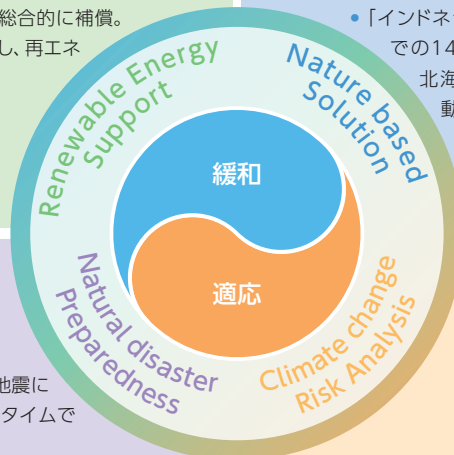 総合的に補償。
し、再エネ
•「インドネ
での14
北海
動
Renewable Energy
Support
Nature based
Solution
緩和
適応
Natural disaster
Preparedness
Climate change
Risk Analysis
地震に
タイムで